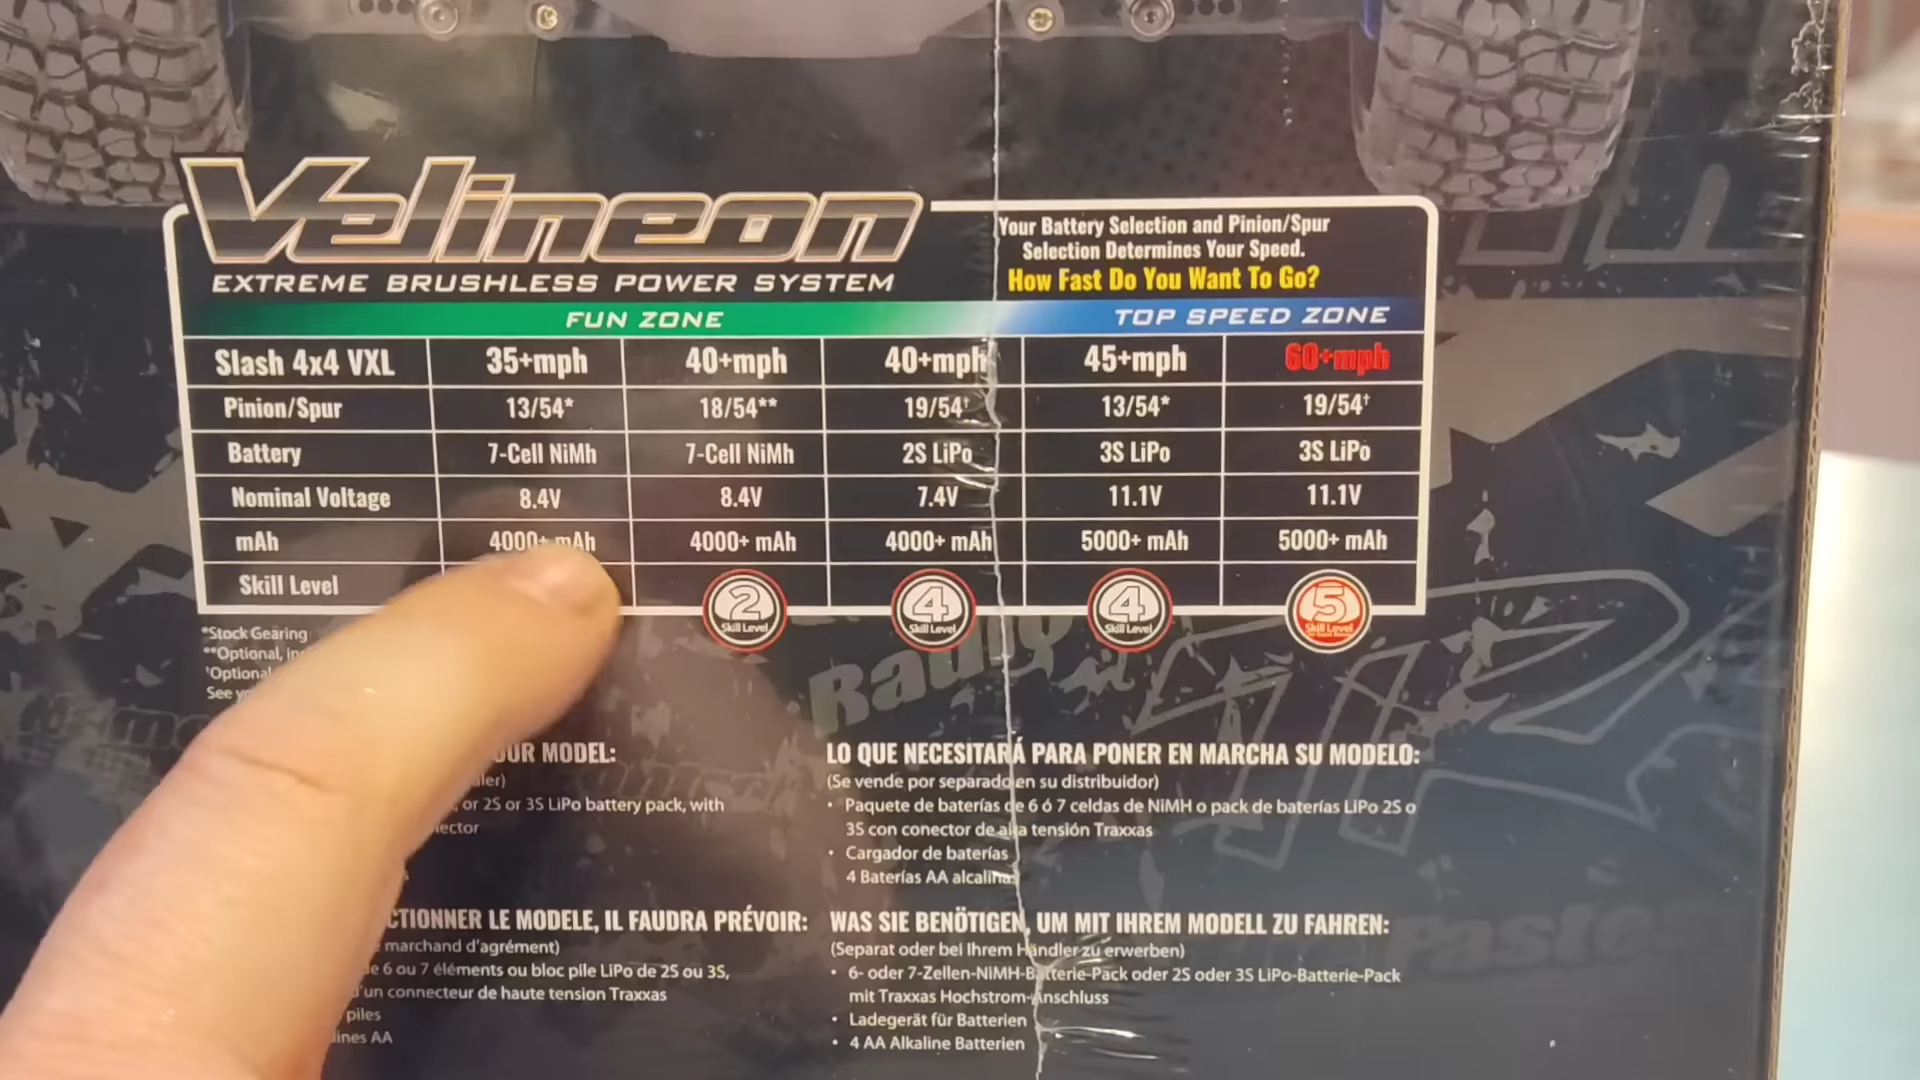 Velineon
EXTREME BRUSHLESS POWER SYSTEM
Your Battery Selection and Pinion/Spur
Selection Determines Your Speed.
How Fast Do You Want To Go?
FUN ZONE TOP SPEED ZONE
Slash 4x4 VXL 35+mph 40+mph 40+mph 45+mph 60+mph
Pinion/Spur 13/54* 18/54** 19/54† 13/54* 19/54†
Battery 7-Cell NiMh 7-Cell NiMh 2S LiPo 3S LiPo 3S LiPo
Nominal Voltage 8.4V 8.4V 7.4V 11.1V 11.1V
mAh 4000+ mAh 4000+ mAh 4000+ mAh 5000+ mAh 5000+ mAh
Skill Level 2 4 4 5
Skill Level Skill Level Skill Level Skill Level
*Stock Gearing
**Optional,
†Optional
See
Radio
OUR MODEL:
or 2S or 3S LiPo battery pack, with
LO QUE NECESITARÁ PARA PONER EN MARCHA SU MODELO:
(Se vende por separado en su distribuidor)
• Paquete de baterías de 6 ó 7 celdas de NiMH o pack de baterías LiPo 2S o
3S con conector de alta tensión Traxxas
• Cargador de baterías
4 Baterías AA alcalinas
CTIONNER LE MODELE, IL FAUDRA PRÉVOIR:
marchand d'agrément)
de 6 ou 7 éléments ou bloc pile LiPo de 2S ou 3S,
d'un connecteur de haute tension Traxxas
piles
lines AA
WAS SIE BENÖTIGEN, UM MIT IHREM MODELL ZU FAHREN:
(Separat oder bei Ihrem Händler zu erwerben)
• 6- oder 7-Zellen-NiMH-Batterie-Pack oder 2S oder 3S LiPo-Batterie-Pack
mit Traxxas Hochstrom-Anschluss
• Ladegerät für Batterien
• 4 AA Alkaline Batterien